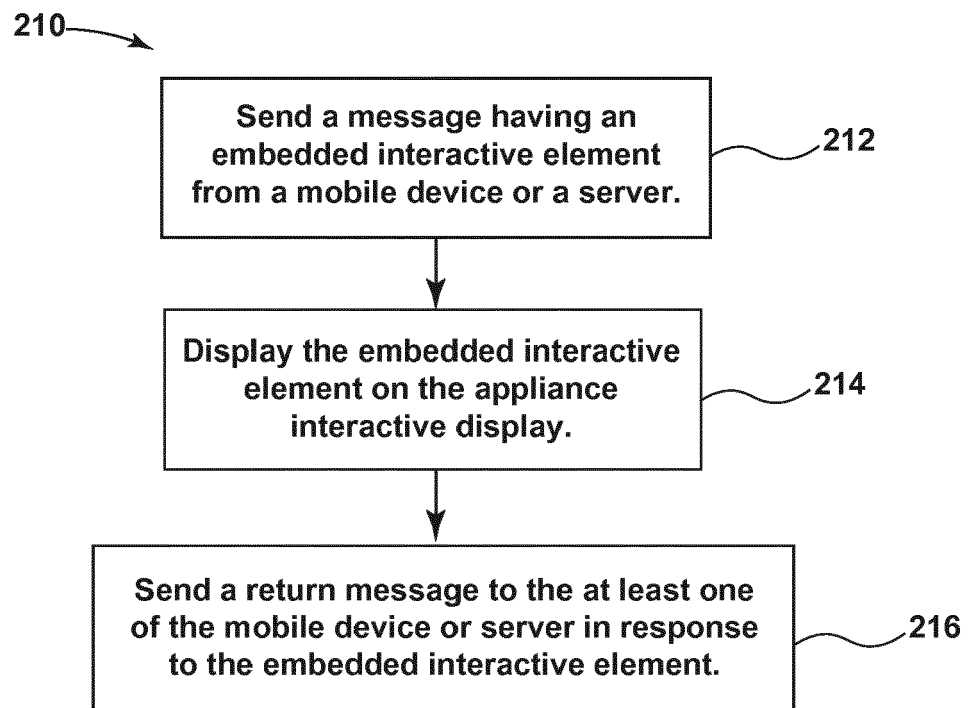 210
Send a message having an
embedded interactive element
from a mobile device or a server.
212
Display the embedded interactive
element on the appliance
interactive display.
214
Send a return message to the at least one
of the mobile device or server in response
to the embedded interactive element.
216